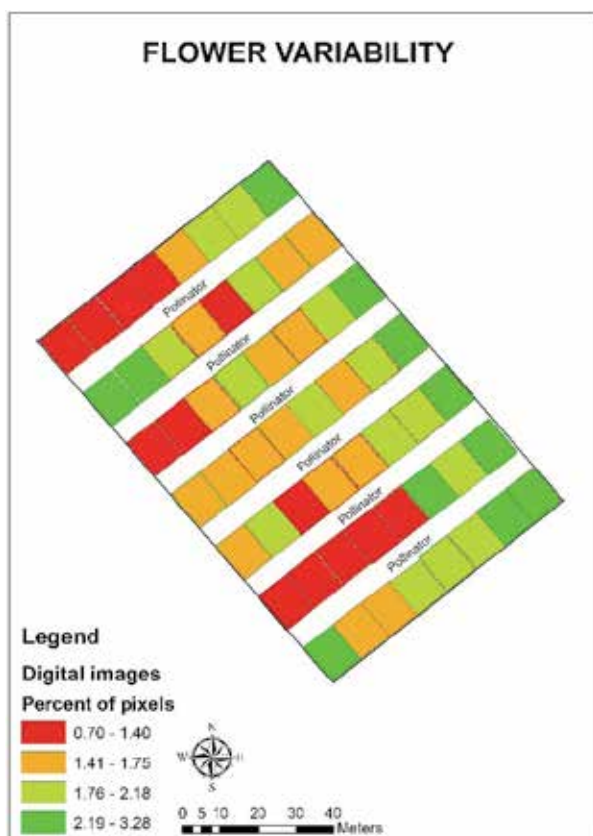 FLOWER VARIABILITY
Pollinator
Pollinator
Pollinator
Pollinator
Pollinator
Pollinator
Legend
Digital images
Percent of pixels
0.70 - 1.40
1.41 - 1.75
1.76 - 2.18
2.19 - 3.28
N
W
E
S
0 5 10 20 30 40
Meters